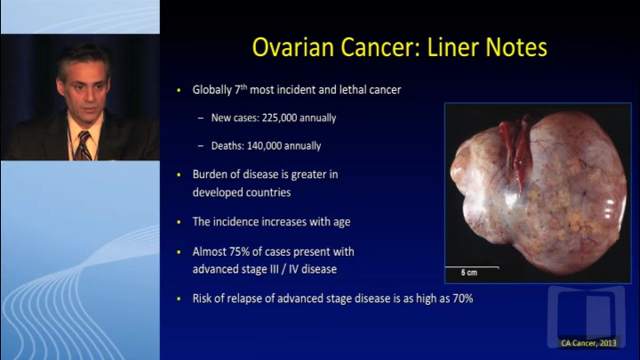 Ovarian Cancer: Liner Notes
▪ Globally 7th most incident and lethal cancer
– New cases: 225,000 annually
– Deaths: 140,000 annually
▪ Burden of disease is greater in
developed countries
▪ The incidence increases with age
▪ Almost 75% of cases present with
advanced stage III / IV disease
▪ Risk of relapse of advanced stage disease is as high as 70%
5 cm
CA Cancer, 2013